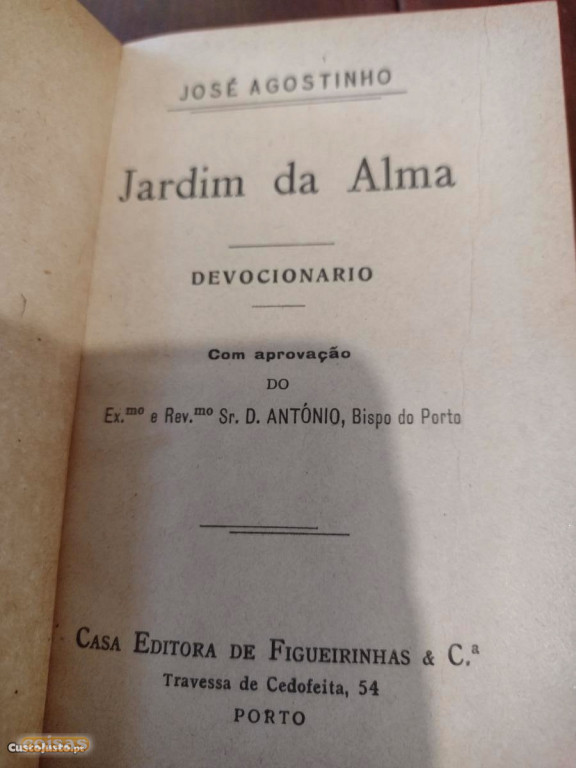 JOSÉ AGOSTINHO
Jardim da Alma
DEVOCIONARIO
Com aprovação
DO
Ex.mo e Rev.mo Sr. D. ANTÓNIO, Bispo do Porto
CASA EDITORA DE FIGUEIRINHAS & C.ª
Travessa de Cedofeita, 54
PORTO
coisas
CustoJusto.pt